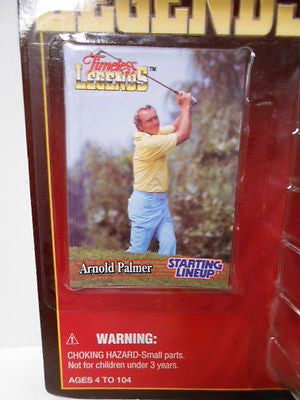 LEGENDS
Timeless
LEGENDS™
Arnold Palmer
STARTING
LINEUP®
⚠ WARNING:
CHOKING HAZARD-Small parts.
Not for children under 3 years.
AGES 4 TO 104